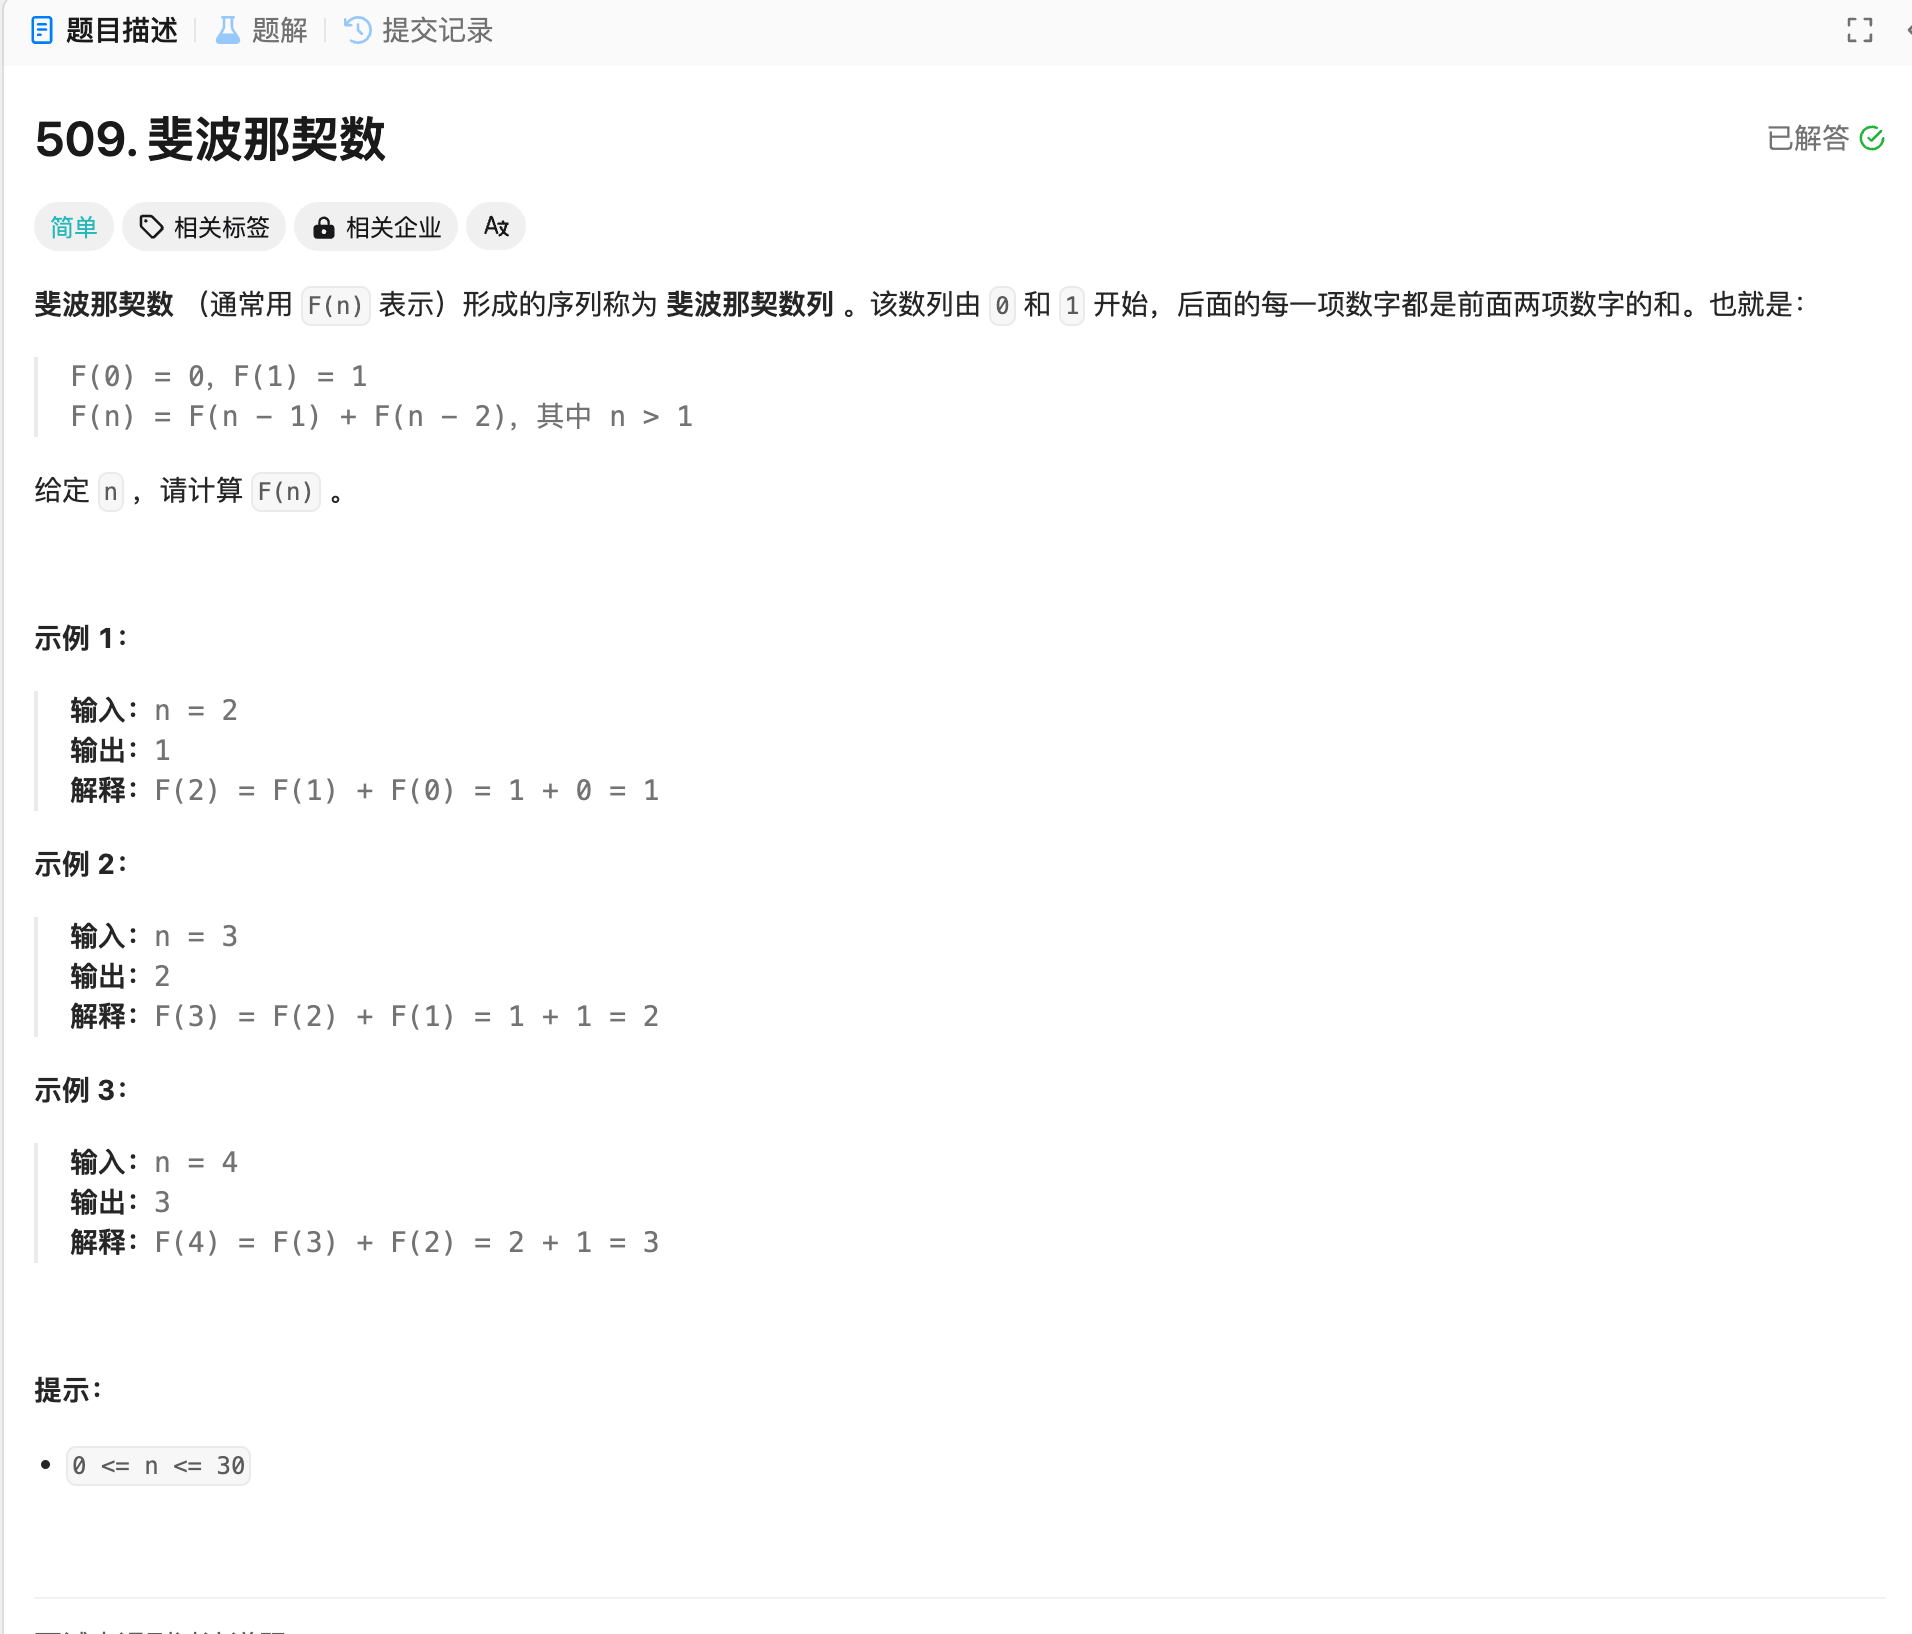 题目描述 题解 提交记录
509. 斐波那契数
已解答
简单 相关标签 相关企业
斐波那契数 （通常用 F(n) 表示）形成的序列称为 斐波那契数列 。该数列由 0 和 1 开始，后面的每一项数字都是前面两项数字的和。也就是：
F(0) = 0，F(1) = 1
F(n) = F(n - 1) + F(n - 2)，其中 n > 1
给定 n ，请计算 F(n) 。
示例 1：
输入：n = 2
输出：1
解释：F(2) = F(1) + F(0) = 1 + 0 = 1
示例 2：
输入：n = 3
输出：2
解释：F(3) = F(2) + F(1) = 1 + 1 = 2
示例 3：
输入：n = 4
输出：3
解释：F(4) = F(3) + F(2) = 2 + 1 = 3
提示：
• 0 <= n <= 30